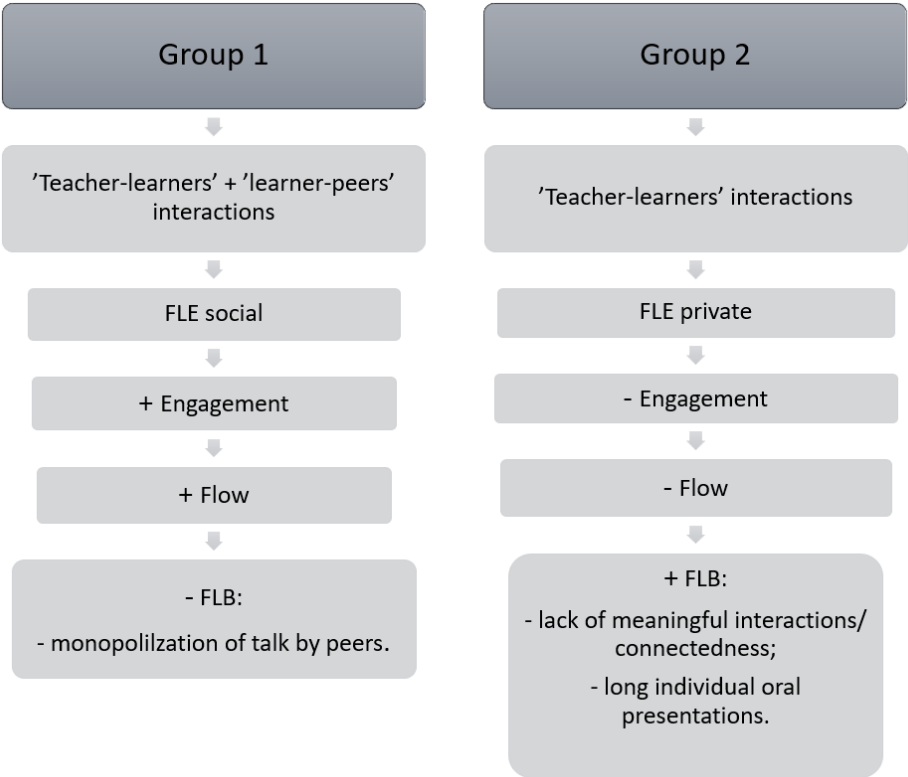 Group 1
’Teacher-learners’ + ’learner-peers’
interactions
FLE social
+ Engagement
+ Flow
- FLB:
- monopolilzation of talk by peers.
Group 2
’Teacher-learners’ interactions
FLE private
- Engagement
- Flow
+ FLB:
- lack of meaningful interactions/
connectedness;
- long individual oral
presentations.